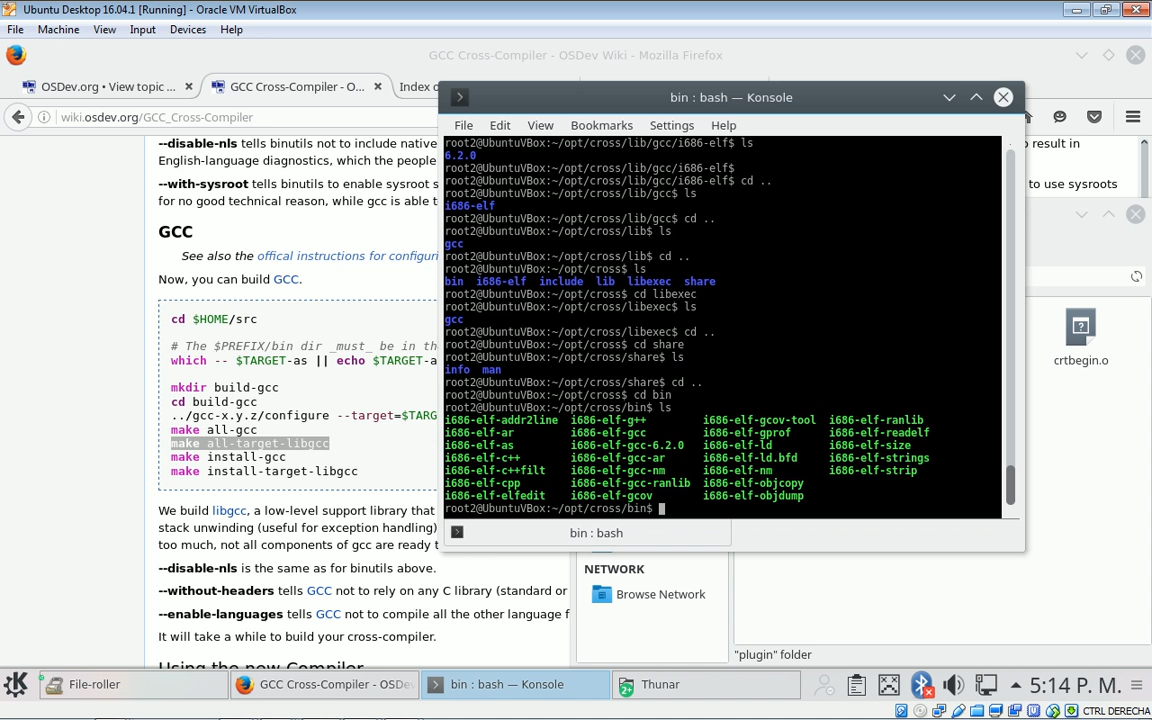 Ubuntu Desktop 16.04.1 [Running] - Oracle VM VirtualBox
File Machine View Input Devices Help
GCC Cross-Compiler - OSDev Wiki - Mozilla Firefox
OSDev.org • View topic ...
GCC Cross-Compiler - O...
Index o
wiki.osdev.org/GCC_Cross-Compiler
--disable-nls tells binutils not to include native
English-language diagnostics, which the people
o result in
--with-sysroot tells binutils to enable sysroot s
to use sysroots
for no good technical reason, while gcc is able t
GCC
See also the offical instructions for configuri
Now, you can build GCC.
cd $HOME/src
# The $PREFIX/bin dir _must_ be in th
which -- $TARGET-as || echo $TARGET-a
mkdir build-gcc
cd build-gcc
../gcc-x.y.z/configure --target=$TARG
make all-gcc
make all-target-libgcc
make install-gcc
make install-target-libgcc
We build libgcc, a low-level support library that
stack unwinding (useful for exception handling)
too much, not all components of gcc are ready t
--disable-nls is the same as for binutils above.
--without-headers tells GCC not to rely on any C library (standard or
--enable-languages tells GCC not to compile all the other language f
It will take a while to build your cross-compiler.
Using the new Compiler
bin : bash — Konsole
File Edit View Bookmarks Settings Help
root2@UbuntuVBox:~/opt/cross/lib/gcc/i686-elf$ ls
6.2.0
root2@UbuntuVBox:~/opt/cross/lib/gcc/i686-elf$
root2@UbuntuVBox:~/opt/cross/lib/gcc/i686-elf$ cd ..
root2@UbuntuVBox:~/opt/cross/lib/gcc$ ls
i686-elf
root2@UbuntuVBox:~/opt/cross/lib/gcc$ cd ..
root2@UbuntuVBox:~/opt/cross/lib$ ls
gcc
root2@UbuntuVBox:~/opt/cross/lib$ cd ..
root2@UbuntuVBox:~/opt/cross$ ls
bin i686-elf include lib libexec share
root2@UbuntuVBox:~/opt/cross$ cd libexec
root2@UbuntuVBox:~/opt/cross/libexec$ ls
gcc
root2@UbuntuVBox:~/opt/cross/libexec$ cd ..
root2@UbuntuVBox:~/opt/cross$ cd share
root2@UbuntuVBox:~/opt/cross/share$ ls
info man
root2@UbuntuVBox:~/opt/cross/share$ cd ..
root2@UbuntuVBox:~/opt/cross$ cd bin
root2@UbuntuVBox:~/opt/cross/bin$ ls
i686-elf-addr2line i686-elf-g++ i686-elf-gcov-tool i686-elf-ranlib
i686-elf-ar i686-elf-gcc i686-elf-gprof i686-elf-readelf
i686-elf-as i686-elf-gcc-6.2.0 i686-elf-ld i686-elf-size
i686-elf-c++ i686-elf-gcc-ar i686-elf-ld.bfd i686-elf-strings
i686-elf-c++filt i686-elf-gcc-nm i686-elf-nm i686-elf-strip
i686-elf-cpp i686-elf-gcc-ranlib i686-elf-objcopy
i686-elf-elfedit i686-elf-gcov i686-elf-objdump
root2@UbuntuVBox:~/opt/cross/bin$
bin : bash
crtbegin.o
NETWORK
Browse Network
"plugin" folder
File-roller
GCC Cross-Compiler - OSDe
bin : bash — Konsole
2+
Thunar
5:14 P. M.
CTRL DERECHA